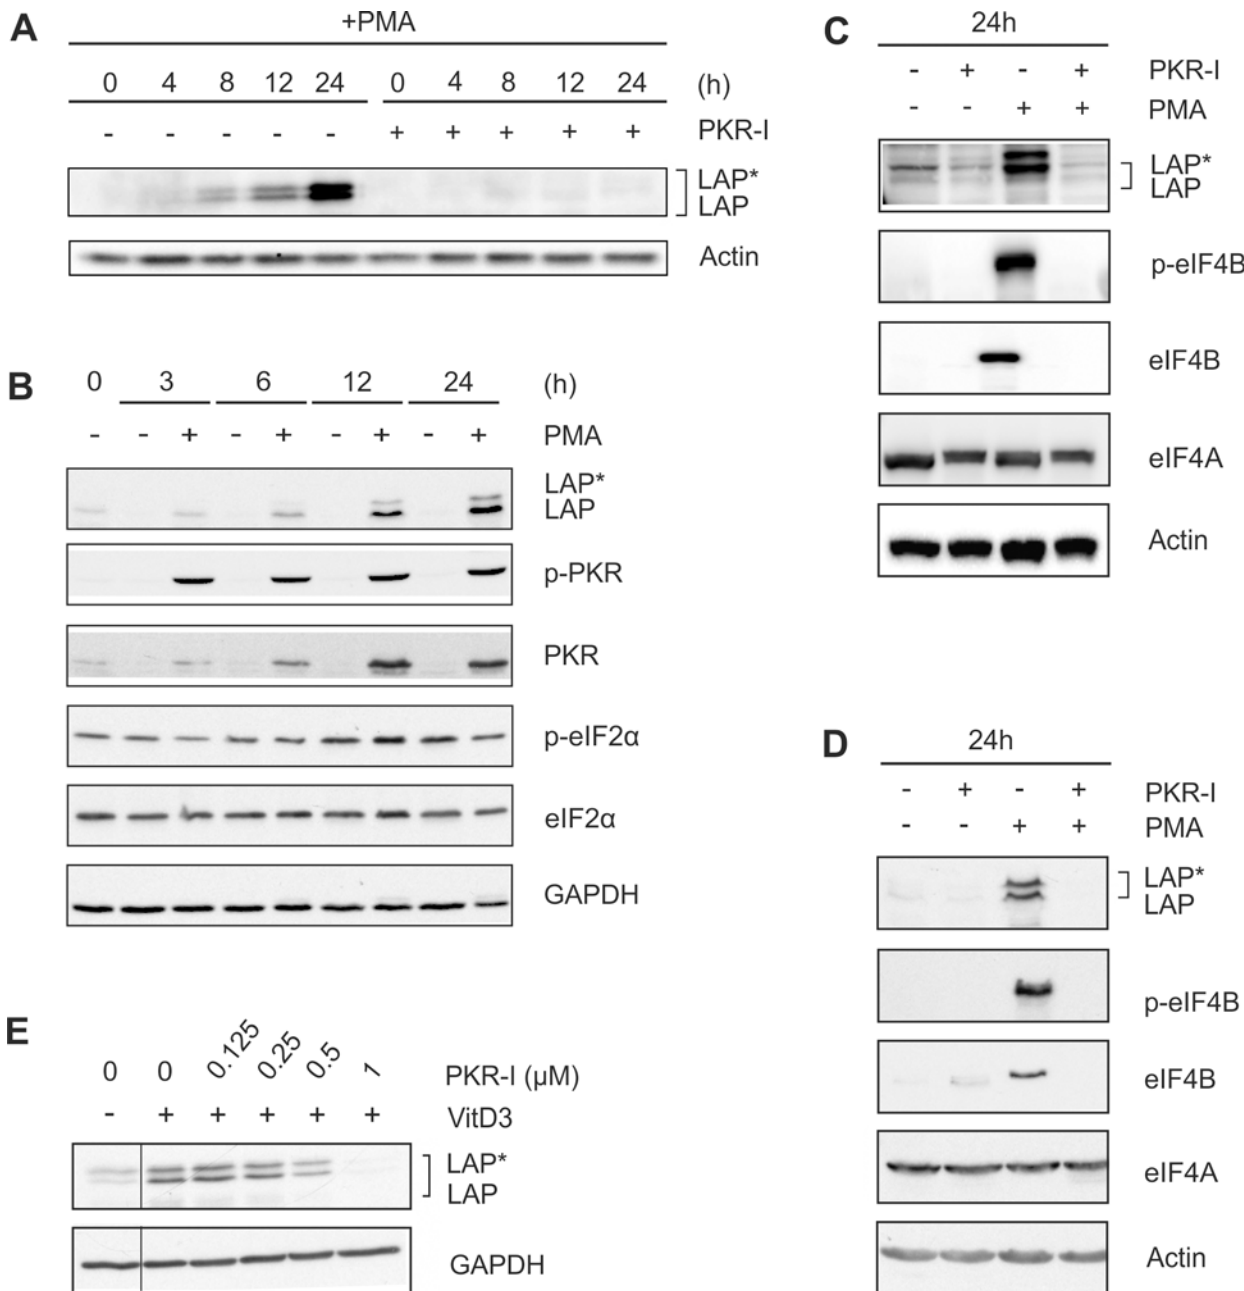 A
+PMA
0 4 8 12 24 0 4 8 12 24 (h)
- - - - - + + + + + PKR-I
LAP*
LAP
Actin
B
0 3 6 12 24 (h)
- - + - + - + - + PMA
LAP*
LAP
p-PKR
PKR
p-eIF2α
eIF2α
GAPDH
C
24h
- + - + PKR-I
- - + + PMA
LAP*
LAP
p-eIF4B
eIF4B
eIF4A
Actin
D
24h
- + - + PKR-I
- - + + PMA
LAP*
LAP
p-eIF4B
eIF4B
eIF4A
Actin
E
0 0 0.125 0.25 0.5 1 PKR-I (µM)
- + + + + + VitD3
LAP*
LAP
GAPDH